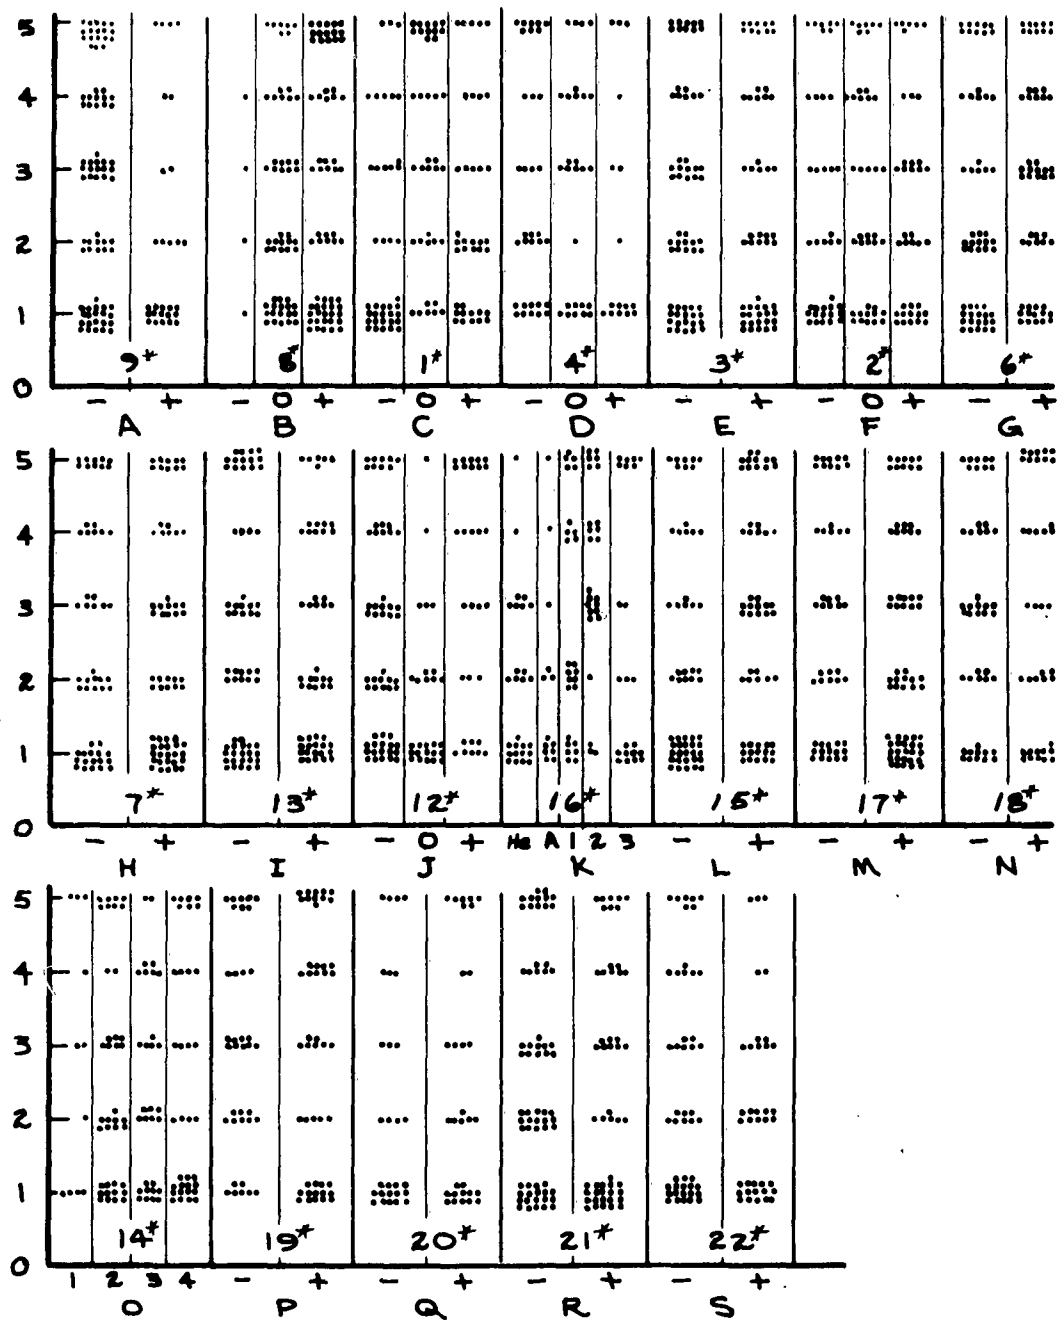 5
4
3
2
1
0
9* 8* 1* 4* 3* 2* 6*
- + - 0 + - 0 + - 0 + - + - 0 + - +
A B C D E F G
5
4
3
2
1
0
7* 13* 12* 16* 15* 17* 18*
- + - + - 0 + He A 1 2 3 - + - + - +
H I J K L M N
5
4
3
2
1
0
14* 19* 20* 21* 22*
1 2 3 4 - + - + - + - +
O P Q R S